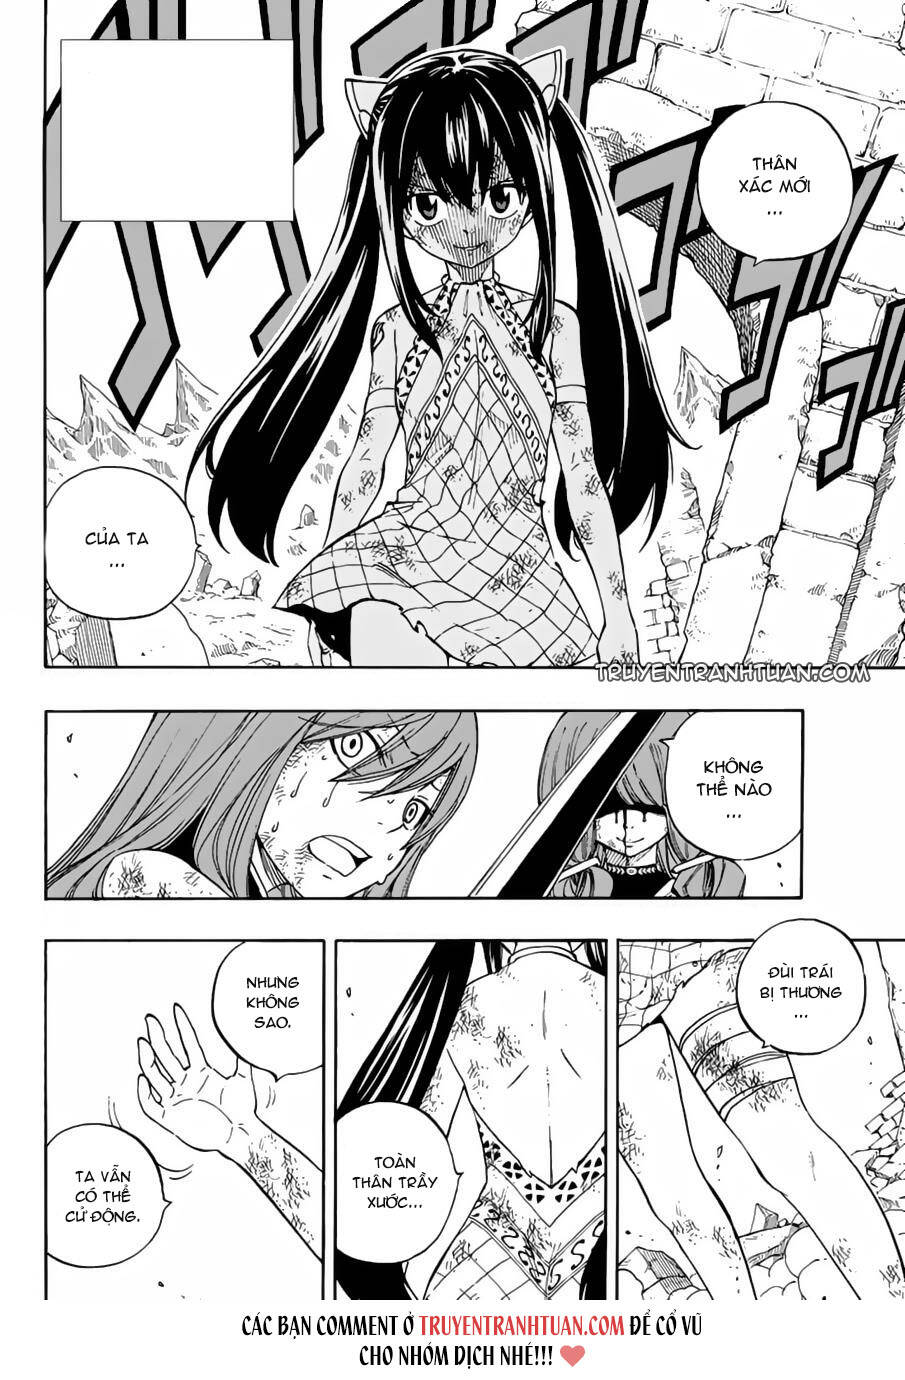 THÂN
XÁC MỚI
...
CỦA TA
...
TRUYENTRANHTUAN.COM
KHÔNG
THỂ NÀO
...
ĐÙI TRÁI
BỊ THƯƠNG
...
TOÀN
THÂN TRẦY
XƯỚC...
NHƯNG
KHÔNG
SAO.
TA VẪN
CÓ THỂ
CỬ ĐỘNG.
CÁC BẠN COMMENT Ở TRUYENTRANHTUAN.COM ĐỂ CỔ VŨ
CHO NHÓM DỊCH NHÉ!!! ❤